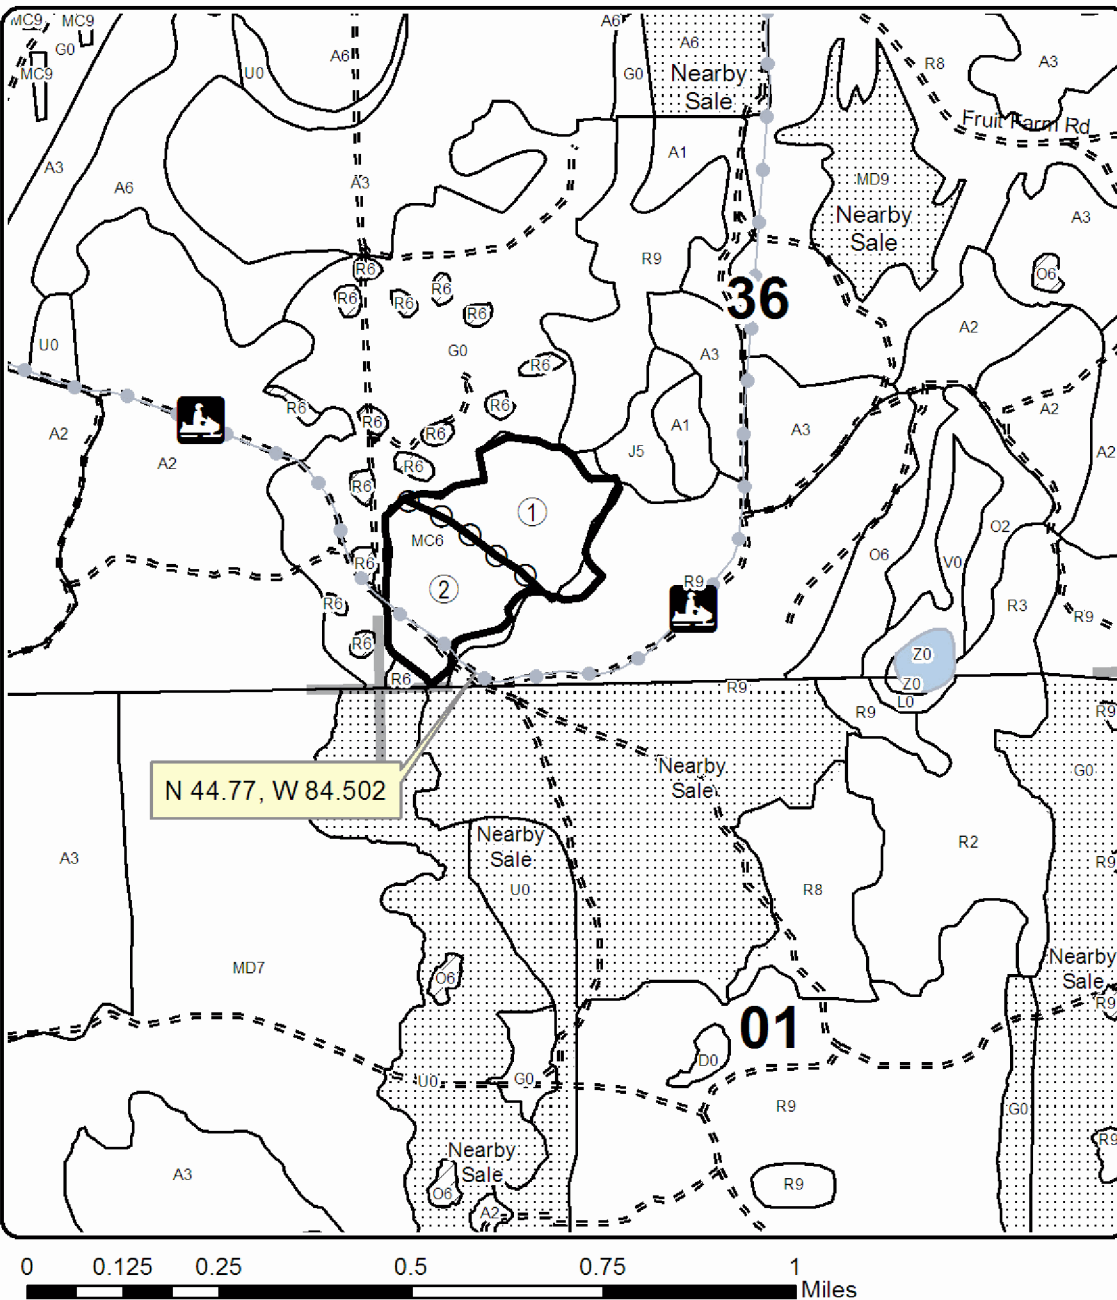 MC9
MC9
G0
MC9
U0
A6
A6
A6
G0
Nearby
Sale
R8
A3
Fruit Farm Rd
A3
A6
A3
A1
MD9
Nearby
Sale
A3
R9
O6
R6
R6
R6
R6
R6
36
U0
G0
A3
A2
R6
R6
R6
R6
R6
A2
A2
A2
A3
A1
J5
A2
R6
R6
1
MC6
O2
O6
V0
R6
2
R9
R3
R9
R6
R6
R6
Z0
Z0
L0
R9
R9
R9
Nearby
Sale
G0
N 44.77, W 84.502
Nearby
Sale
U0
A3
R2
R8
R9
MD7
O6
Nearby
Sale
R9
01
D0
U0
G0
R9
G0
Nearby
Sale
A3
O6
A2
R9
R9
0 0.125 0.25 0.5 0.75 1
Miles